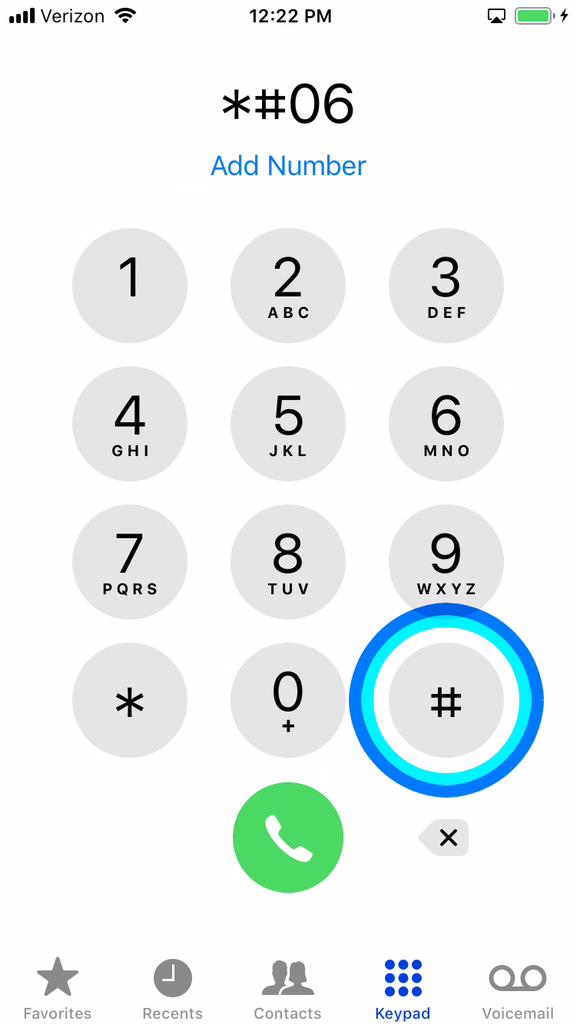 Verizon 12:22 PM
*#06
Add Number
1 2 3
ABC DEF
4 5 6
GHI JKL MNO
7 8 9
PQRS TUV WXYZ
* 0 #
+
Favorites Recents Contacts Keypad Voicemail